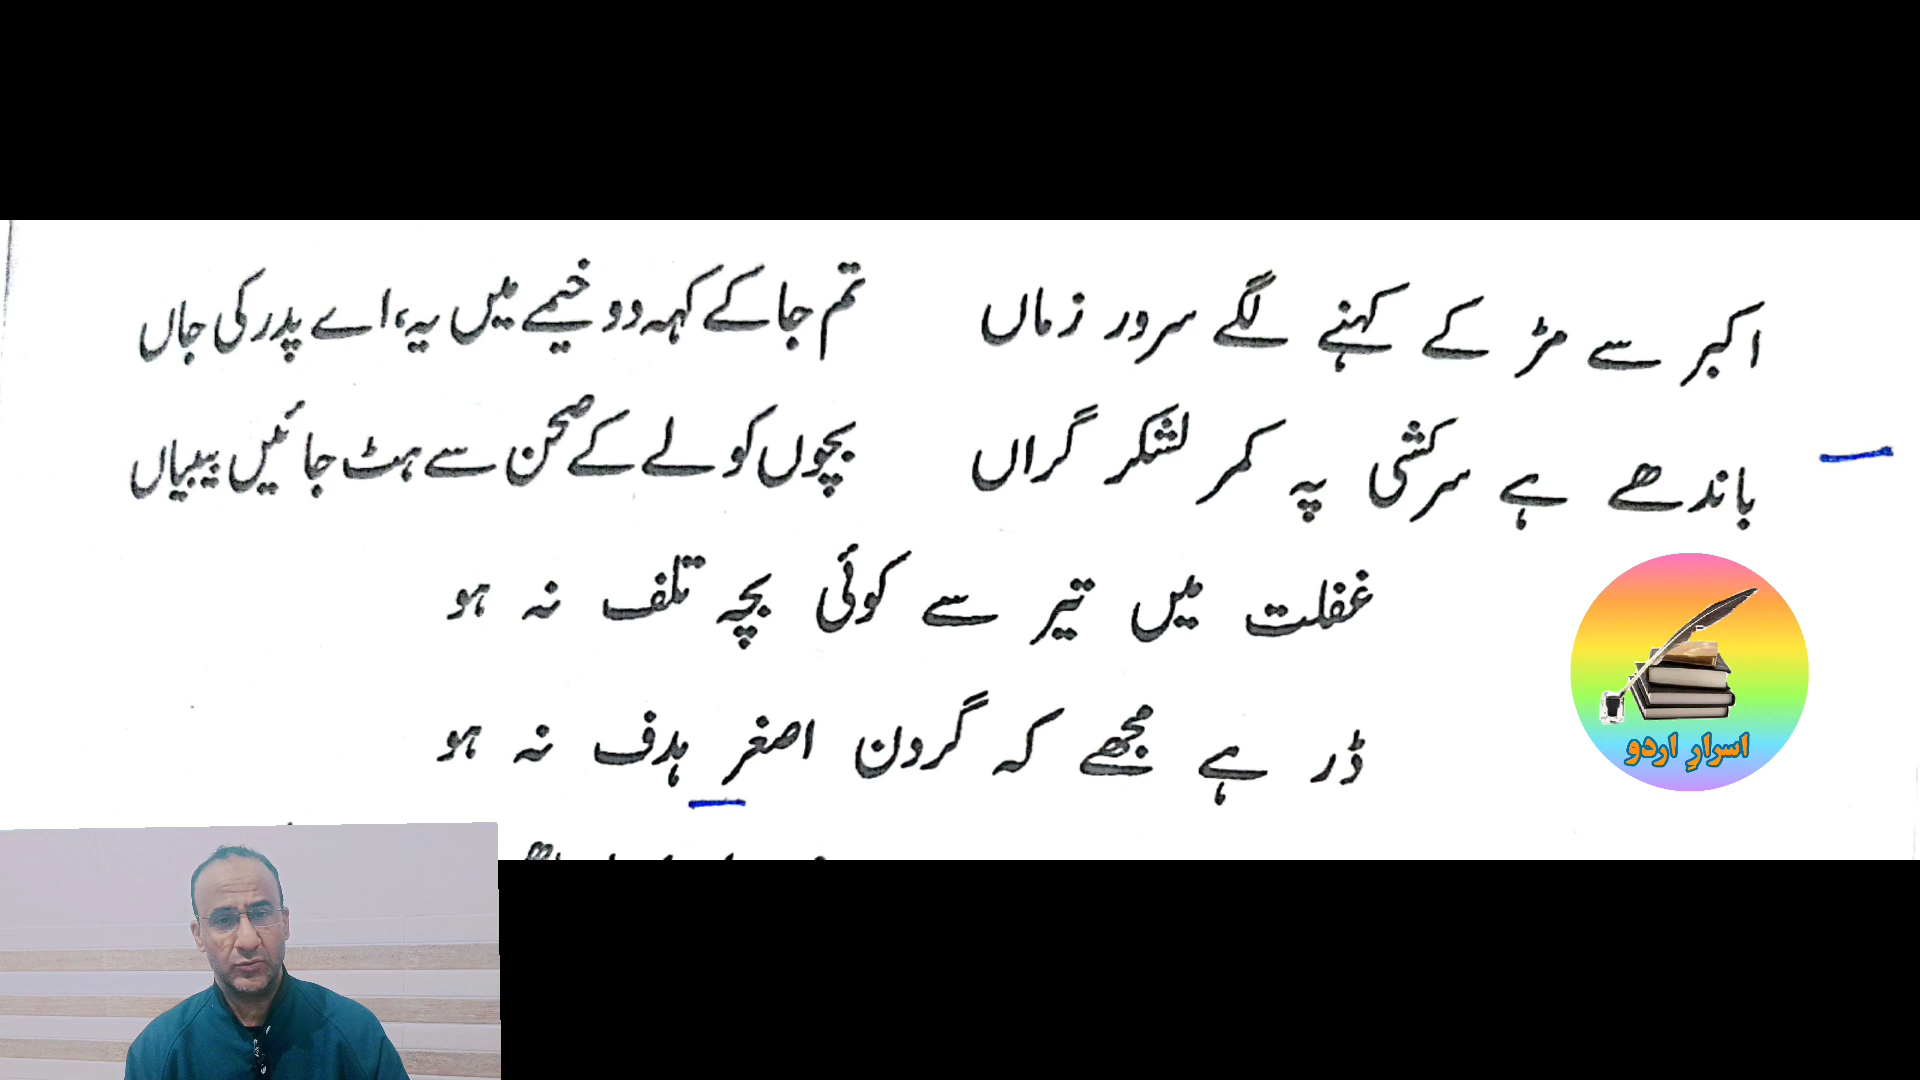 اکبر سے مڑ کے کہنے لگے سرور زماں تم جا کے کہہ دو خیمے میں یہ، اے پدر کی جاں
باندھے ہے سرکشی پہ کمر لشکر گراں بچوں کو لے کے صحن سے ہٹ جائیں بیبیاں
غفلت میں تیر سے کوئی بچہ تلف نہ ہو
ڈر ہے مجھے کہ گردن اصغر ہدف نہ ہو
اسرارِ اردو